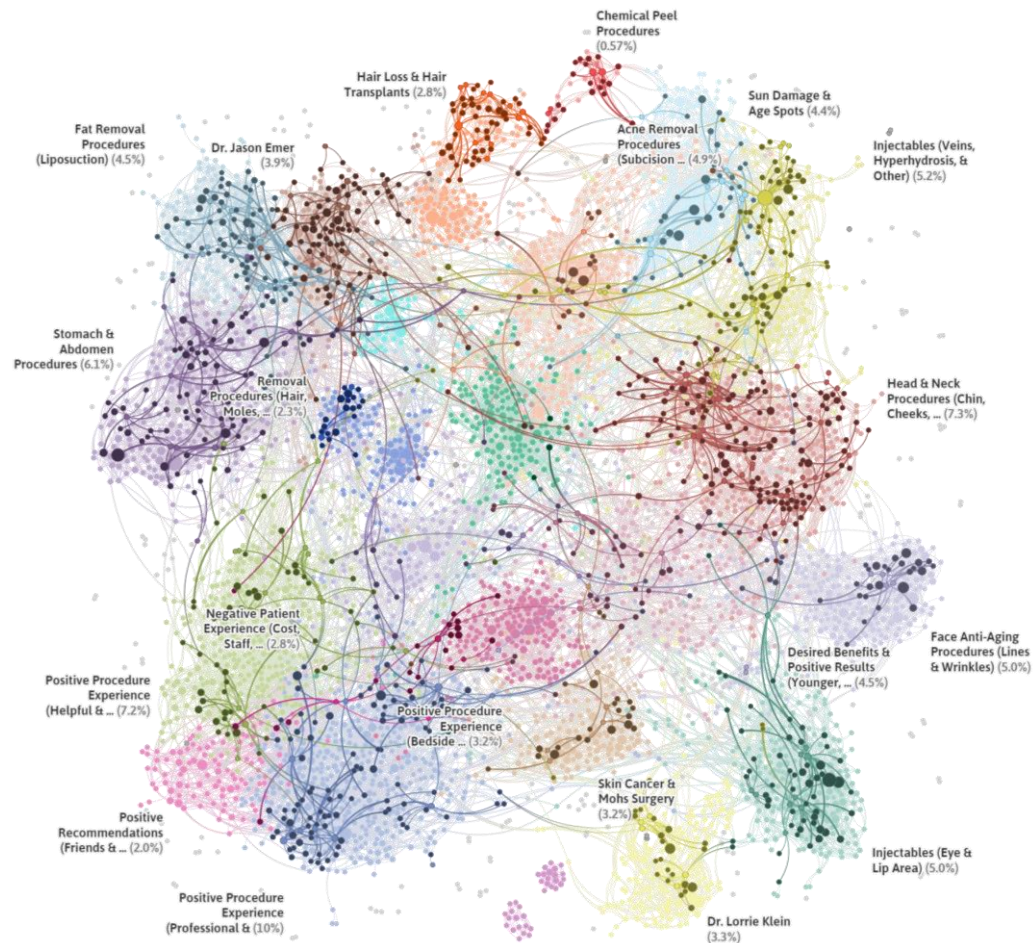 Chemical Peel
Procedures
(0.57%)
Hair Loss & Hair
Transplants (2.8%)
Sun Damage &
Age Spots (4.4%)
Fat Removal
Procedures
(Liposuction) (4.5%)
Dr. Jason Emer
(3.9%)
Acne Removal
Procedures
(Subcision ... (4.9%)
Injectables (Veins,
Hyperhydrosis, &
Other) (5.2%)
Stomach &
Abdomen
Procedures (6.1%)
Removal
Procedures (Hair,
Moles, ... (2.3%)
Head & Neck
Procedures (Chin,
Cheeks, ... (7.3%)
Negative Patient
Experience (Cost,
Staff, ... (2.8%)
Face Anti-Aging
Procedures (Lines
& Wrinkles) (5.0%)
Desired Benefits &
Positive Results
(Younger, ... (4.5%)
Positive Procedure
Experience
(Helpful & ... (7.2%)
Positive Procedure
Experience
(Bedside ... (3.2%)
Skin Cancer &
Mohs Surgery
(3.2%)
Positive
Recommendations
(Friends & ... (2.0%)
Injectables (Eye &
Lip Area) (5.0%)
Positive Procedure
Experience
(Professional & (10%)
Dr. Lorrie Klein
(3.3%)